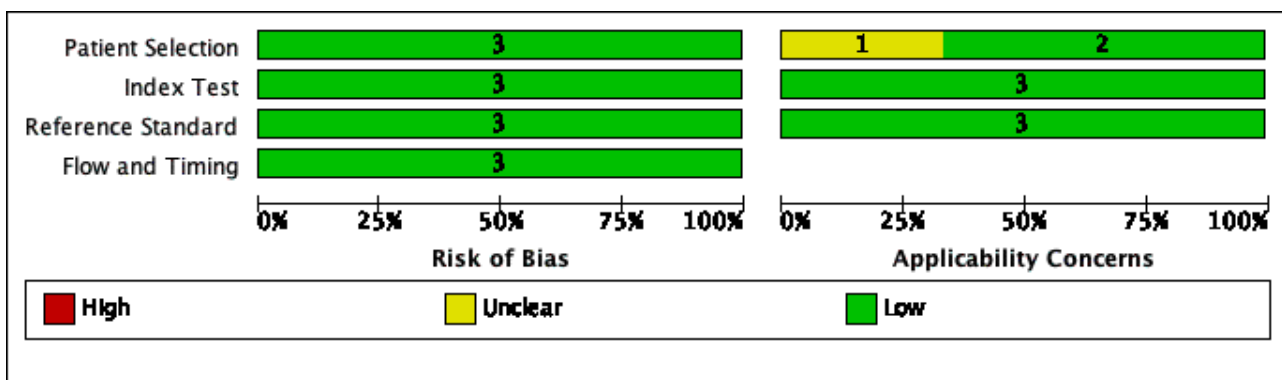 Patient Selection 3 1 2
Index Test 3 3
Reference Standard 3 3
Flow and Timing 3
0% 25% 50% 75% 100% 0% 25% 50% 75% 100%
Risk of Bias Applicability Concerns
High Unclear Low